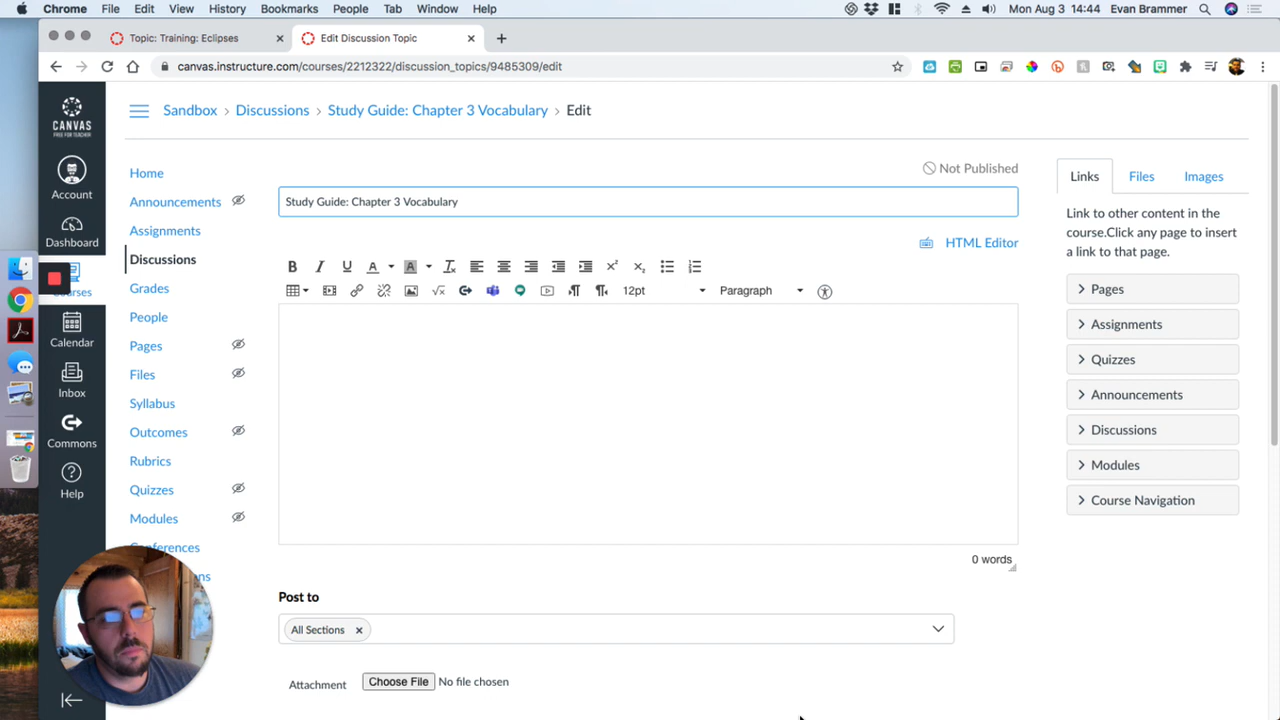 Chrome File Edit View History Bookmarks People Tab Window Help Mon Aug 3 14:44 Evan Brammer
Topic: Training: Eclipses Edit Discussion Topic
canvas.instructure.com/courses/2212322/discussion_topics/9485309/edit
CANVAS
FREE FOR TEACHER
Account
Dashboard
Courses
Calendar
Inbox
Commons
Help
Sandbox > Discussions > Study Guide: Chapter 3 Vocabulary > Edit
Home
Announcements
Assignments
Discussions
Grades
People
Pages
Files
Syllabus
Outcomes
Rubrics
Quizzes
Modules
Conferences
Not Published
Study Guide: Chapter 3 Vocabulary
HTML Editor
B I U A A
12pt Paragraph
0 words
Post to
All Sections
Attachment Choose File No file chosen
Links Files Images
Link to other content in the
course.Click any page to insert
a link to that page.
Pages
Assignments
Quizzes
Announcements
Discussions
Modules
Course Navigation